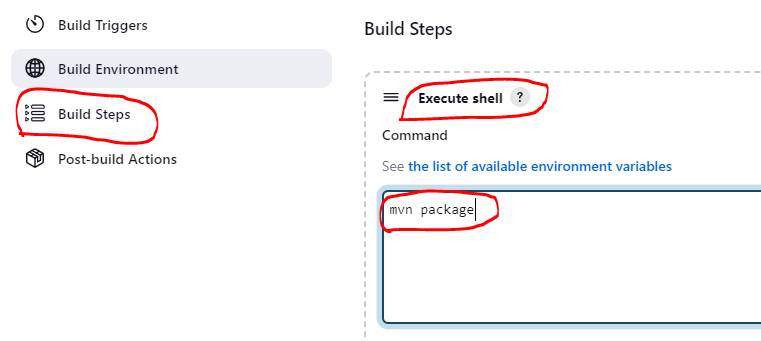 Build Triggers
Build Environment
Build Steps
Post-build Actions
Build Steps
Execute shell ?
Command
See the list of available environment variables
mvn package